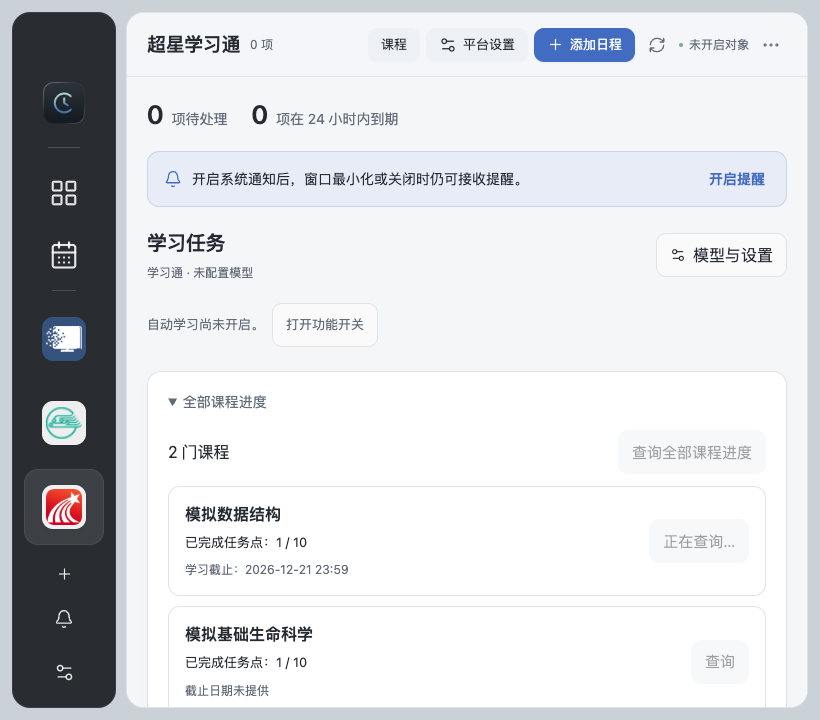 超星学习通 0 项 课程 平台设置 添加日程 未开启对象
0 项待处理 0 项在 24 小时内到期
开启系统通知后，窗口最小化或关闭时仍可接收提醒。 开启提醒
学习任务
学习通 · 未配置模型
模型与设置
自动学习尚未开启。 打开功能开关
全部课程进度
2 门课程 查询全部课程进度
模拟数据结构
已完成任务点：1 / 10
学习截止：2026-12-21 23:59
正在查询…
模拟基础生命科学
已完成任务点：1 / 10
截止日期未提供
查询